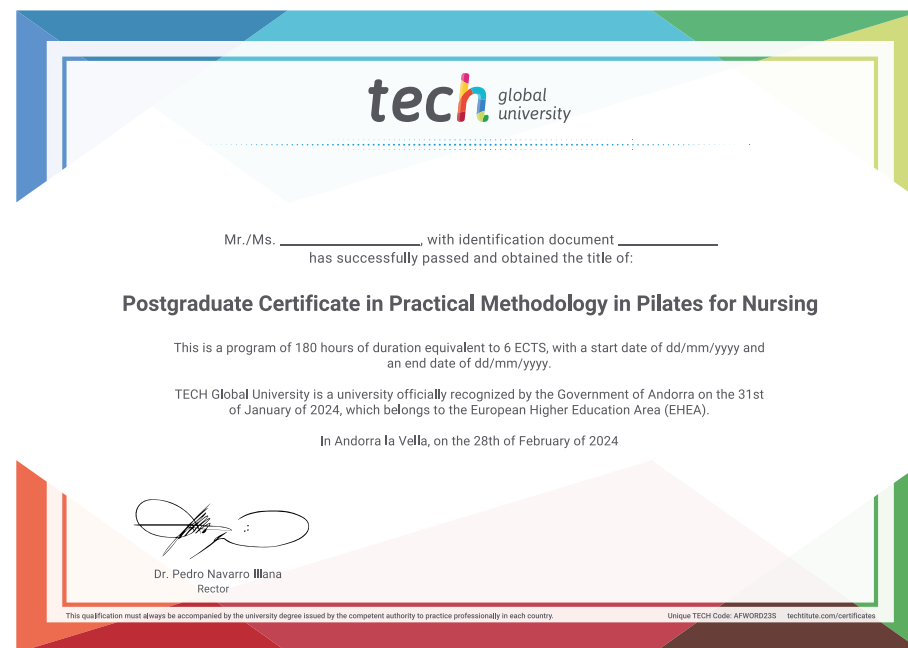 tech global
university
Mr./Ms. ____________, with identification document ____________
has successfully passed and obtained the title of:
Postgraduate Certificate in Practical Methodology in Pilates for Nursing
This is a program of 180 hours of duration equivalent to 6 ECTS, with a start date of dd/mm/yyyy and
an end date of dd/mm/yyyy.
TECH Global University is a university officially recognized by the Government of Andorra on the 31st
of January of 2024, which belongs to the European Higher Education Area (EHEA).
In Andorra la Vella, on the 28th of February of 2024
Dr. Pedro Navarro Illana
Rector
This qualification must always be accompanied by the university degree issued by the competent authority to practice professionally in each country. Unique TECH Code: AFWORD23S techtitute.com/certificates